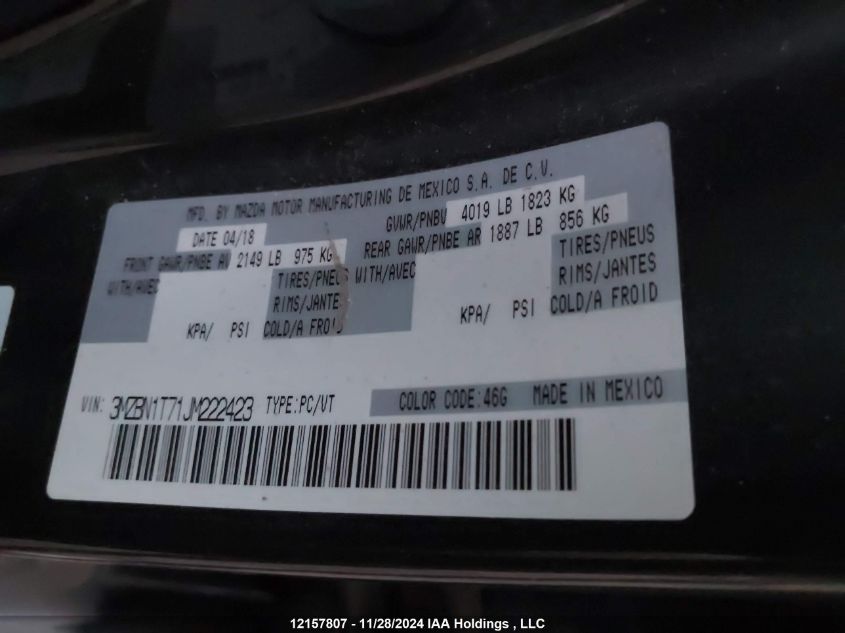 MFD. BY MAZDA MOTOR MANUFACTURING DE MEXICO S.A. DE C.V.
DATE 04/18 GVWR/PNBV 4019 LB 1823 KG
FRONT GAWR/PNBE AV 2149 LB 975 KG REAR GAWR/PNBE AR 1887 LB 856 KG
WITH/AVEC TIRES/PNEUS WITH/AVEC TIRES/PNEUS
RIMS/JANTES RIMS/JANTES
KPA/ PSI COLD/A FROID KPA/ PSI COLD/A FROID
VIN: 3MZBN1T71JM222423 TYPE:PC/VT COLOR CODE:46G MADE IN MEXICO
12157807 - 11/28/2024 IAA Holdings , LLC